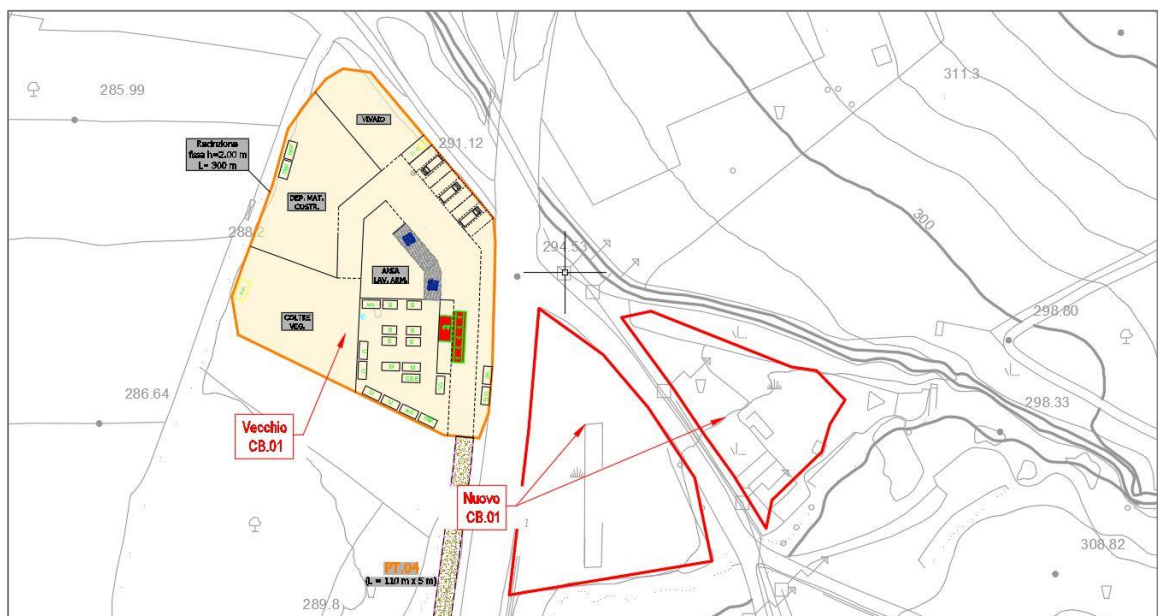 285.99
311.3
VIVAIO
291.12
Recinzione
fissa h=2.00 m
L= 300 m
DEP. MAT.
COSTR.
300
288.2
294.53
AREA
LAV. ARM.
COLTRE
VEG.
298.80
286.64
298.33
Vecchio
CB.01
Nuovo
CB.01
1
308.82
PT.04
(L = 110 m x 5 m)
289.8